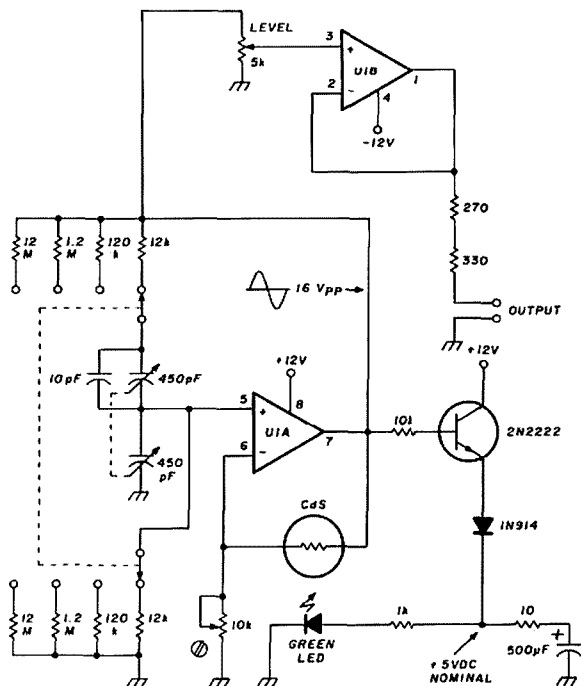 LEVEL
5k
3
+
U1B
1
2
-
4
-12V
270
330
OUTPUT
12 M
1.2 M
120 k
12k
16 Vpp
10pF
450pF
450 pF
+12V
5
+
8
U1A
7
6
-
+12V
2N2222
CdS
1N914
12 M
1.2 M
120 k
12k
10k
GREEN LED
1k
10
+
500µF
+5VDC NOMINAL